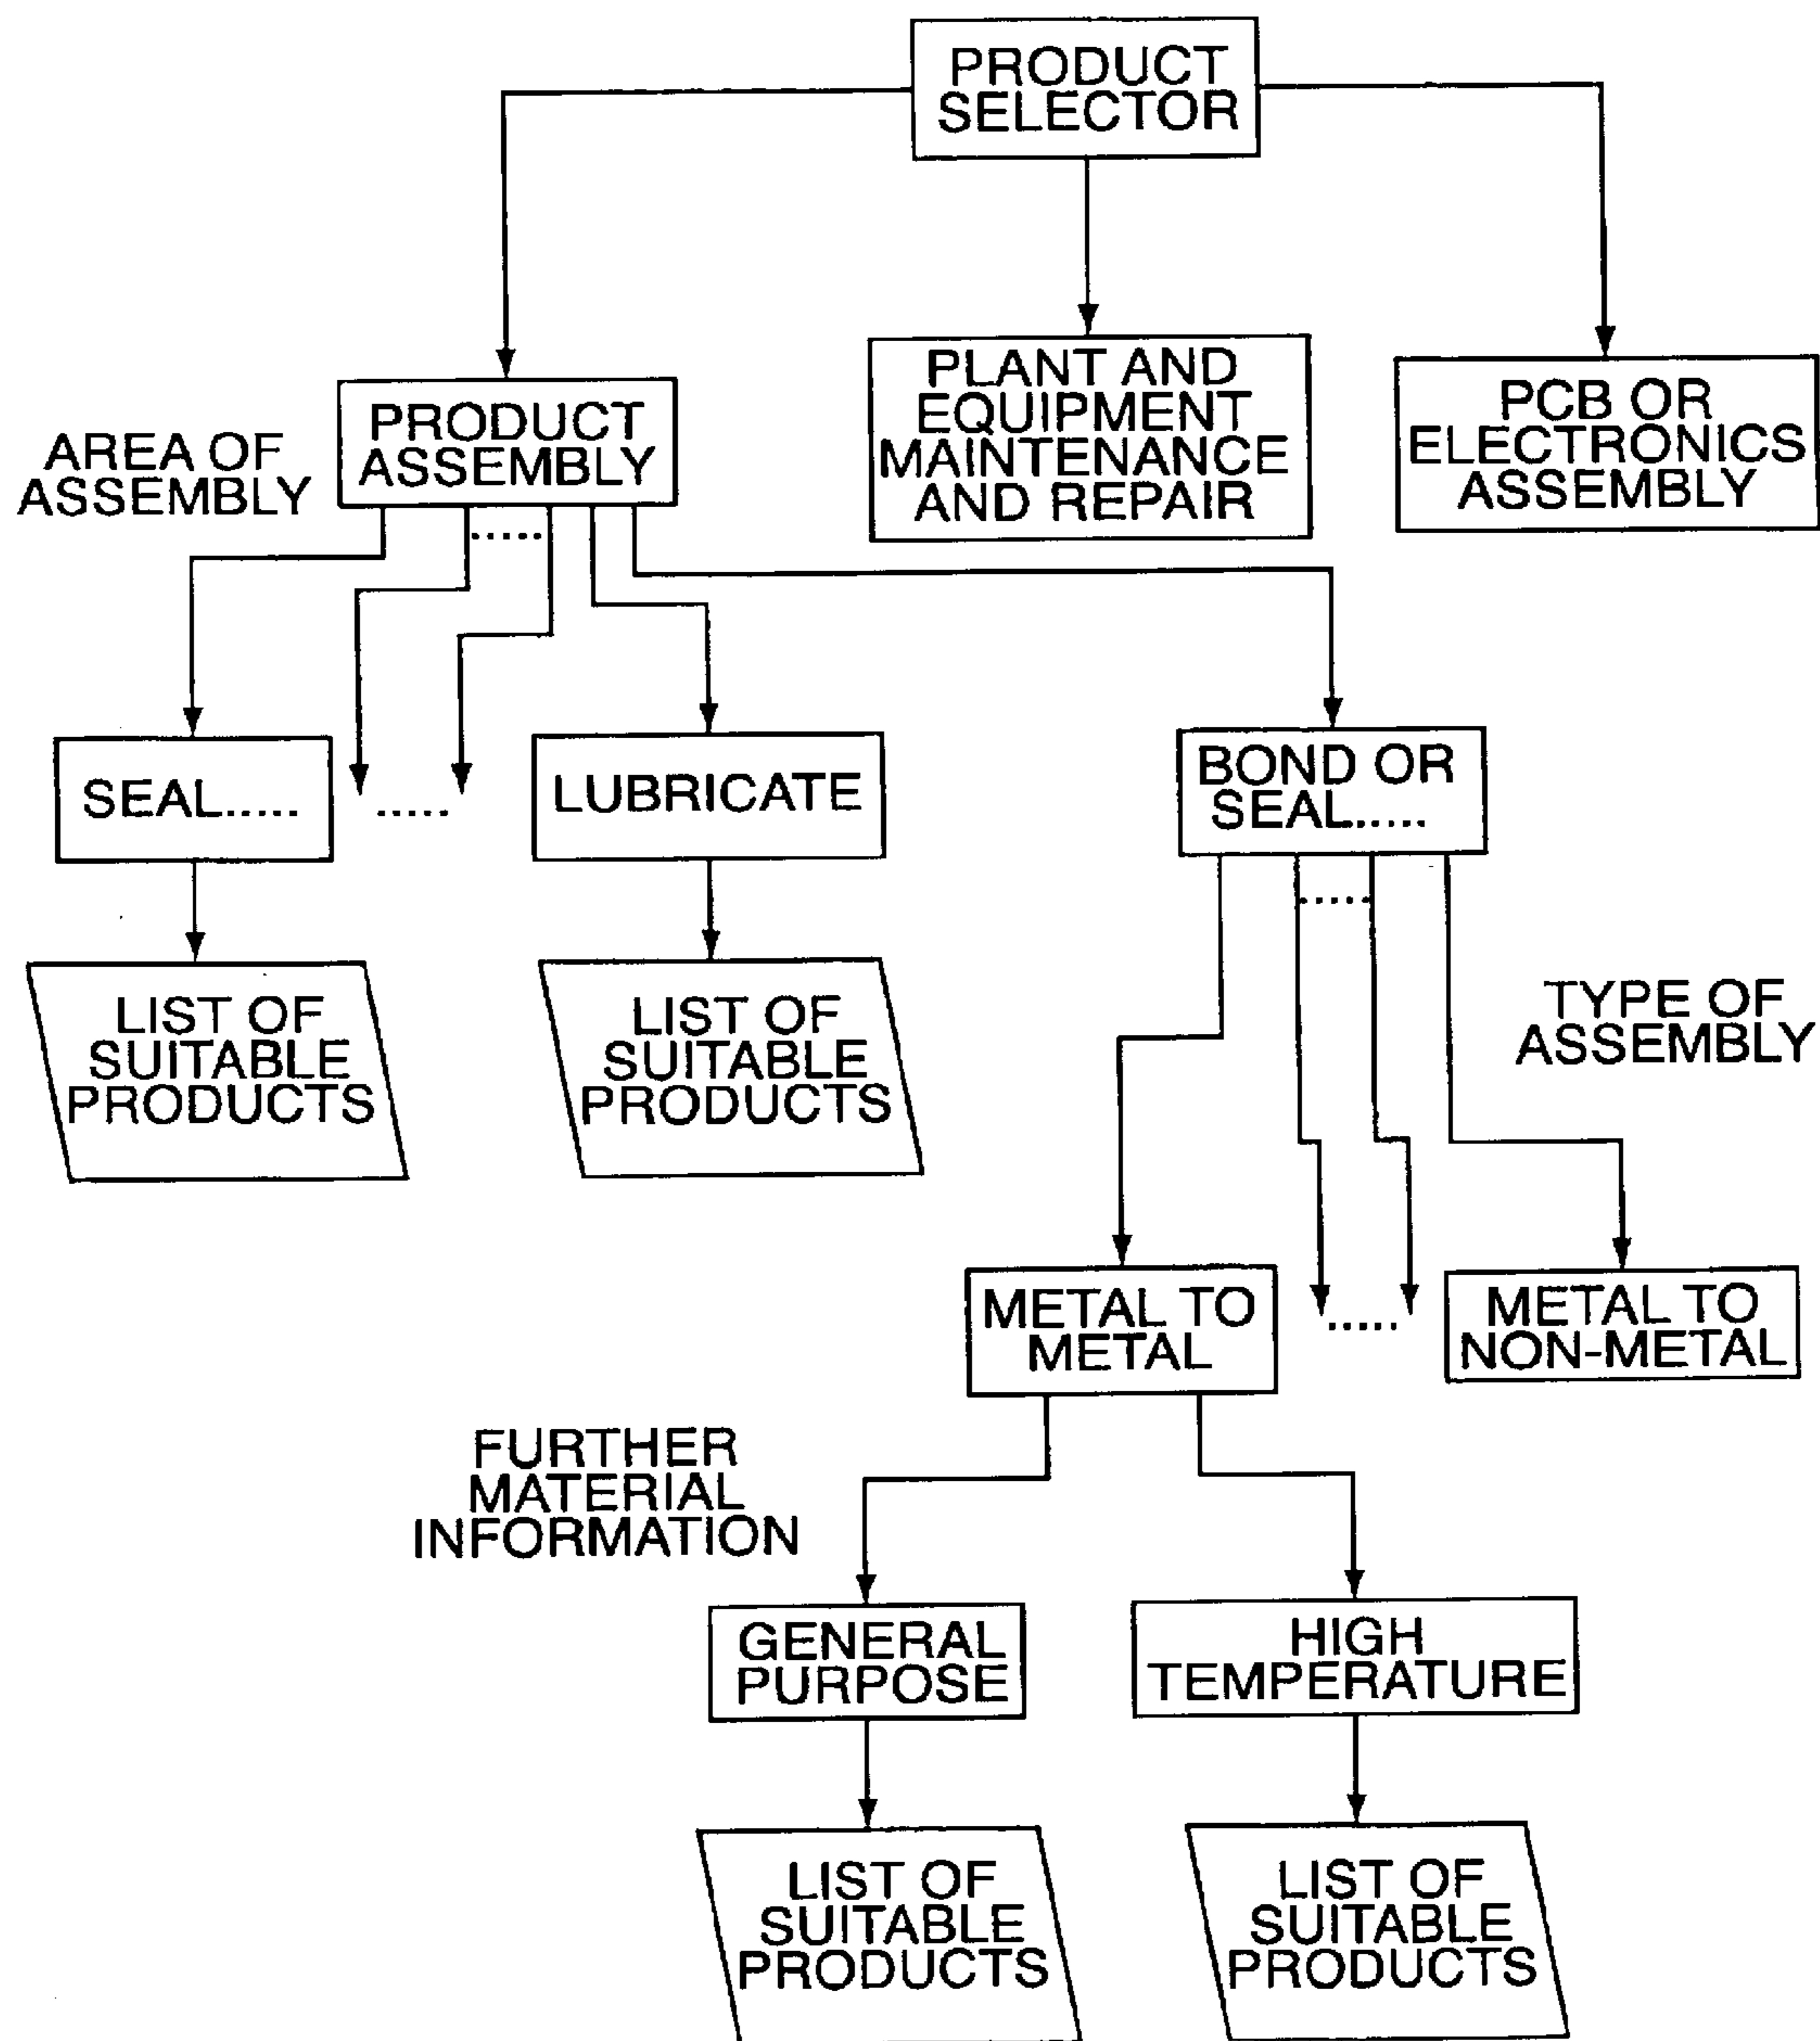 PRODUCT
SELECTOR
PRODUCT
ASSEMBLY
PLANT AND
EQUIPMENT
MAINTENANCE
AND REPAIR
PCB OR
ELECTRONICS
ASSEMBLY
AREA OF
ASSEMBLY
.....
SEAL.....
.....
LUBRICATE
BOND OR
SEAL.....
.....
LIST OF
SUITABLE
PRODUCTS
LIST OF
SUITABLE
PRODUCTS
TYPE OF
ASSEMBLY
METAL TO
METAL
.....
METAL TO
NON-METAL
FURTHER
MATERIAL
INFORMATION
GENERAL
PURPOSE
HIGH
TEMPERATURE
LIST OF
SUITABLE
PRODUCTS
LIST OF
SUITABLE
PRODUCTS